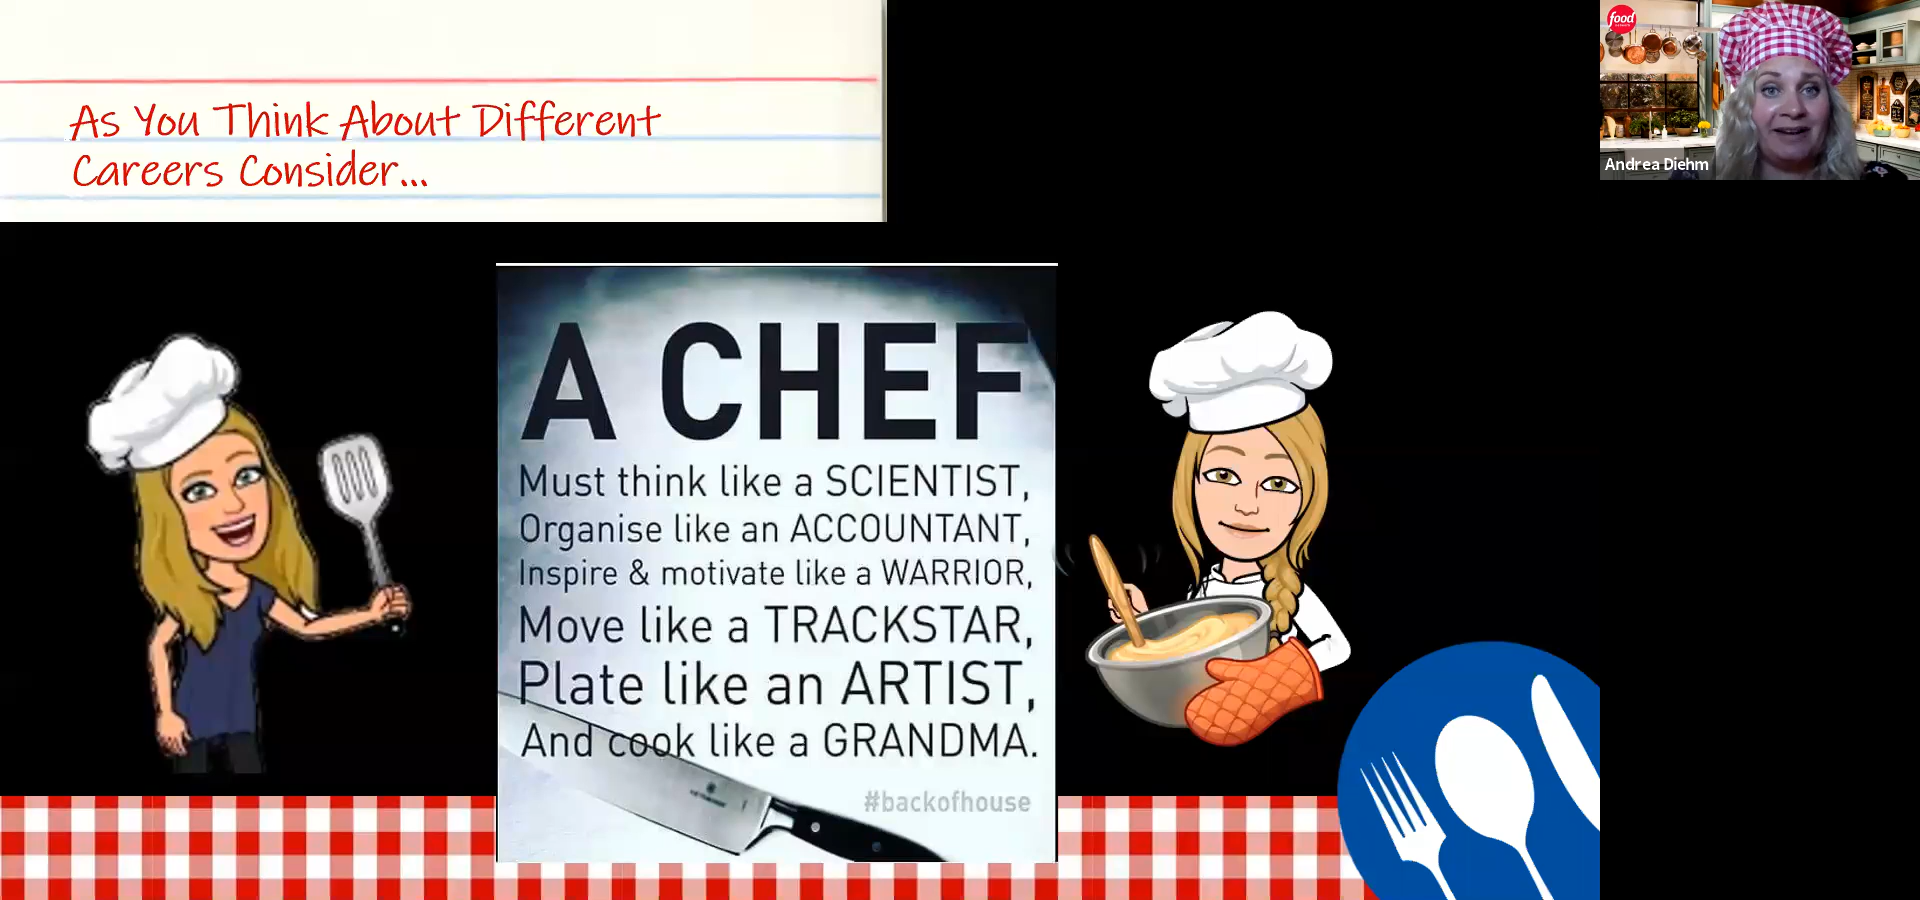 As You Think About Different
Careers Consider...
food
Andrea Diehm
A CHEF
Must think like a SCIENTIST,
Organise like an ACCOUNTANT,
Inspire & motivate like a WARRIOR,
Move like a TRACKSTAR,
Plate like an ARTIST,
And cook like a GRANDMA.
#backofhouse